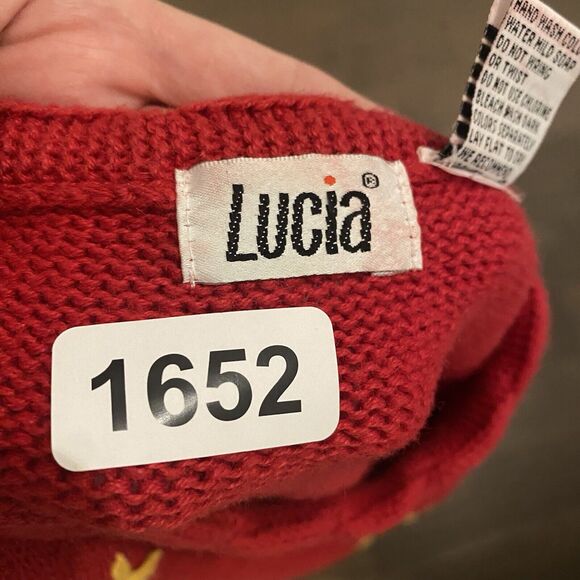 HAND WASH COLD
WATER MILD SOAP
DO NOT WRING
OR TWIST
DO NOT USE CHLORINE
BLEACH WASH DARK
COLORS SEPARATELY
LAY FLAT TO
Lucia®
1652